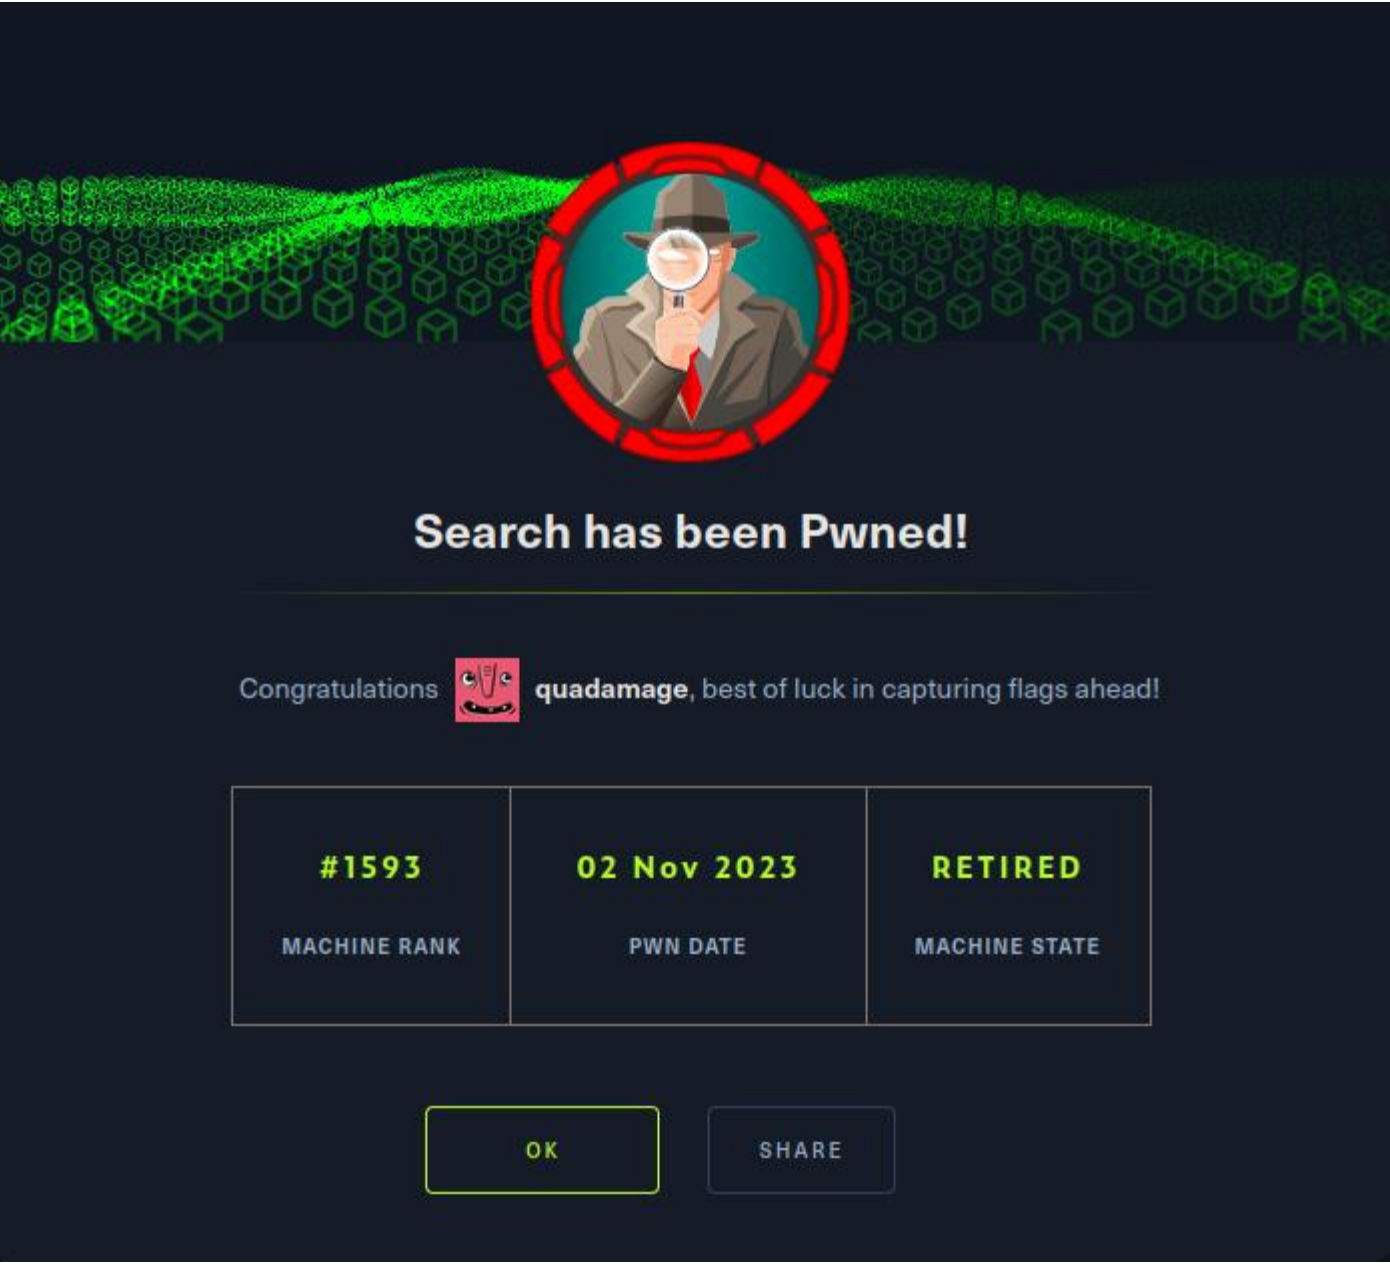 Search has been Pwned!
Congratulations quadamage, best of luck in capturing flags ahead!
#1593 02 Nov 2023 RETIRED
MACHINE RANK PWN DATE MACHINE STATE
OK SHARE